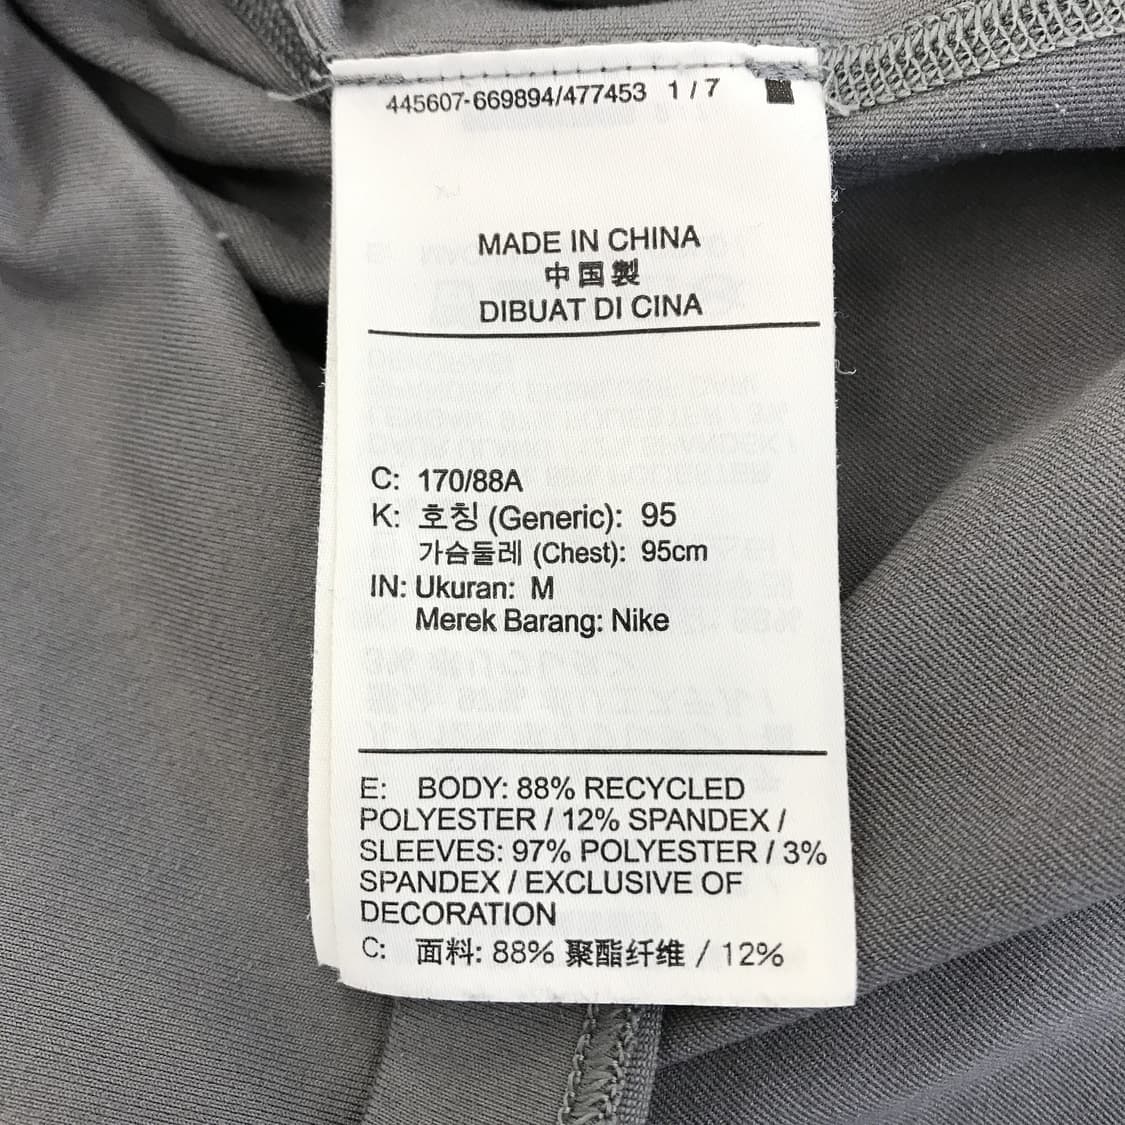 445607-669894/477453 1 / 7
MADE IN CHINA
中国製
DIBUAT DI CINA
C: 170/88A
K: 호칭 (Generic): 95
가슴둘레 (Chest): 95cm
IN: Ukuran: M
Merek Barang: Nike
E: BODY: 88% RECYCLED
POLYESTER / 12% SPANDEX /
SLEEVES: 97% POLYESTER / 3%
SPANDEX / EXCLUSIVE OF
DECORATION
C: 面料: 88% 聚酯纤维 / 12%